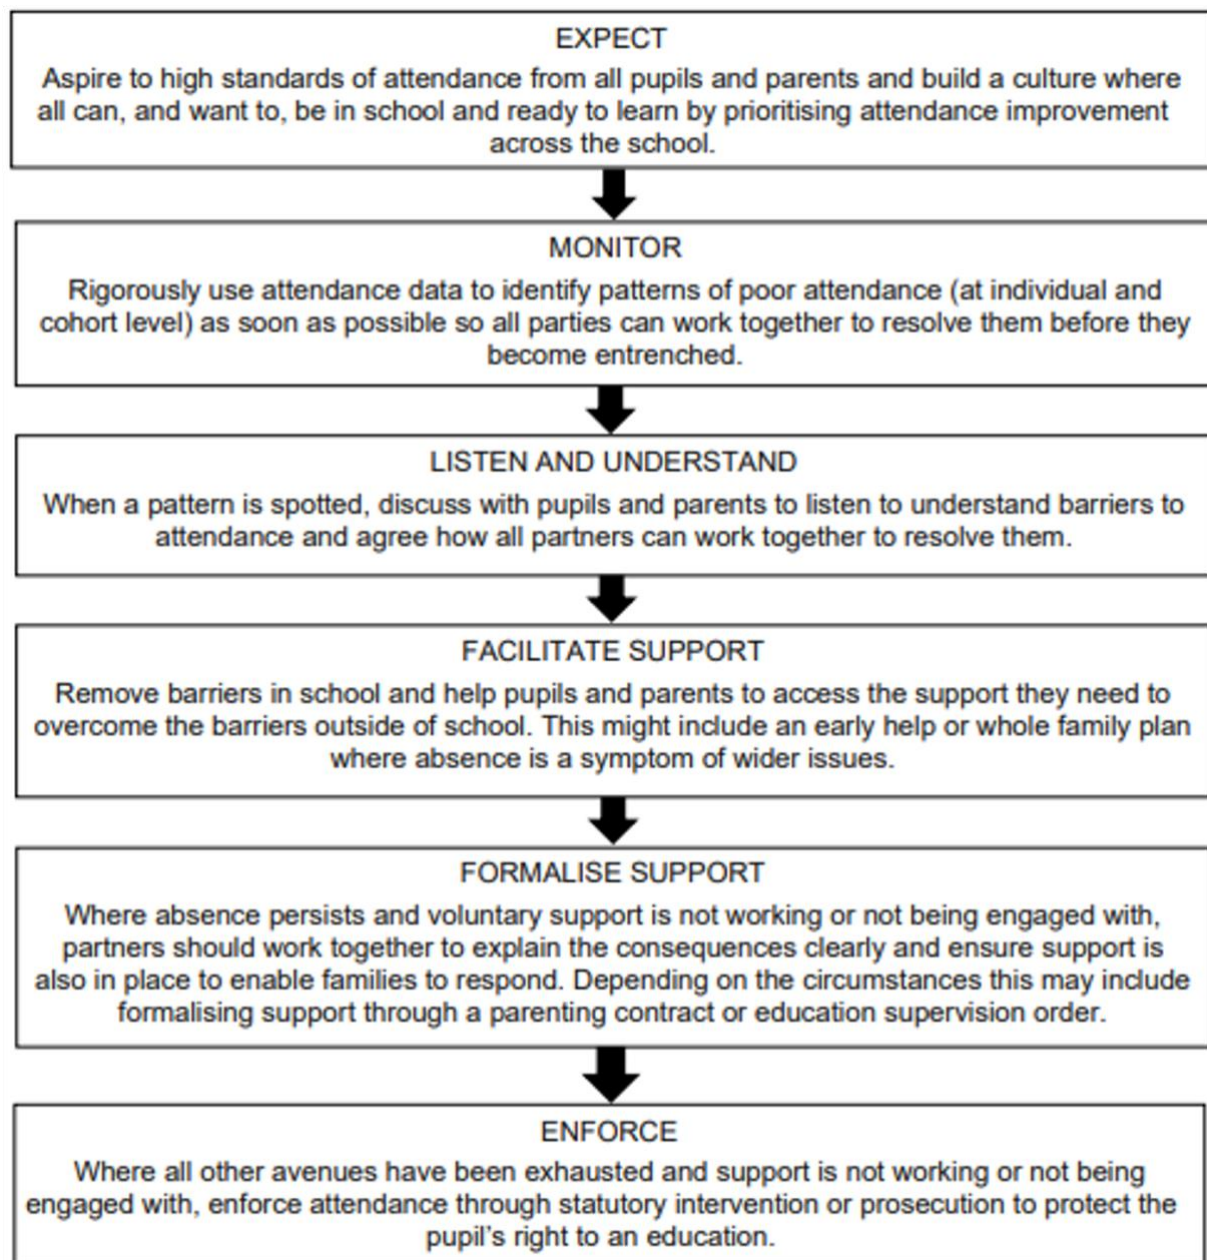 EXPECT
Aspire to high standards of attendance from all pupils and parents and build a culture where
all can, and want to, be in school and ready to learn by prioritising attendance improvement
across the school.
MONITOR
Rigorously use attendance data to identify patterns of poor attendance (at individual and
cohort level) as soon as possible so all parties can work together to resolve them before they
become entrenched.
LISTEN AND UNDERSTAND
When a pattern is spotted, discuss with pupils and parents to listen to understand barriers to
attendance and agree how all partners can work together to resolve them.
FACILITATE SUPPORT
Remove barriers in school and help pupils and parents to access the support they need to
overcome the barriers outside of school. This might include an early help or whole family plan
where absence is a symptom of wider issues.
FORMALISE SUPPORT
Where absence persists and voluntary support is not working or not being engaged with,
partners should work together to explain the consequences clearly and ensure support is
also in place to enable families to respond. Depending on the circumstances this may include
formalising support through a parenting contract or education supervision order.
ENFORCE
Where all other avenues have been exhausted and support is not working or not being
engaged with, enforce attendance through statutory intervention or prosecution to protect the
pupil's right to an education.